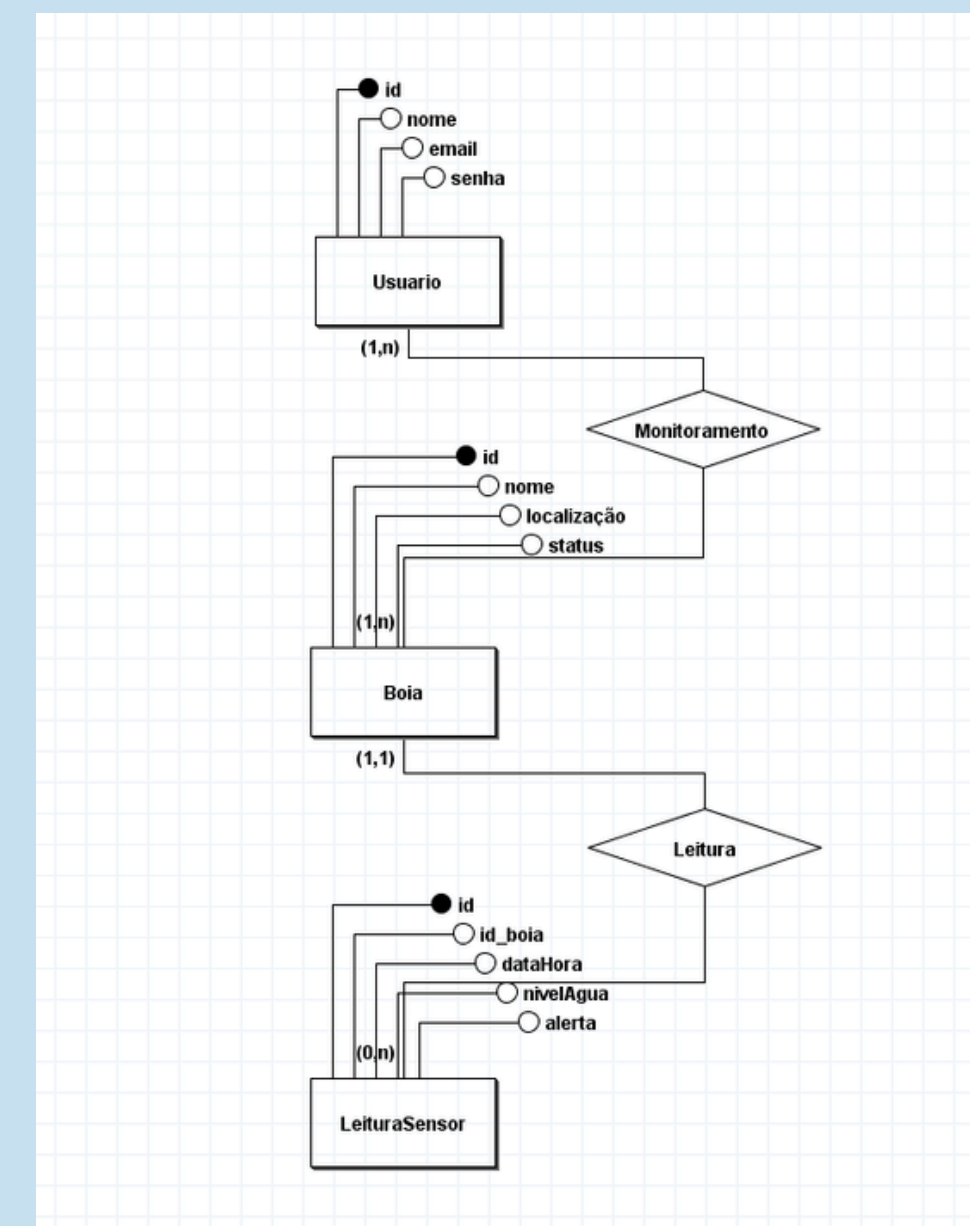 id
nome
email
senha
Usuario
(1,n)
Monitoramento
id
nome
localização
status
(1,n)
Boia
(1,1)
Leitura
id
id_boia
dataHora
nivelAgua
alerta
(0,n)
LeituraSensor